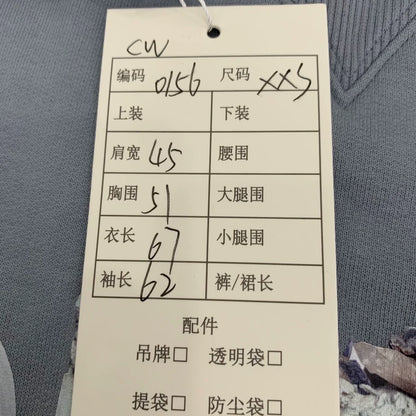 CW
编码 0156 尺码 XXS
上装 下装
肩宽 45 腰围
胸围 51 大腿围
衣长 67 小腿围
袖长 62 裤/裙长
配件
吊牌□ 透明袋□
提袋□ 防尘袋□